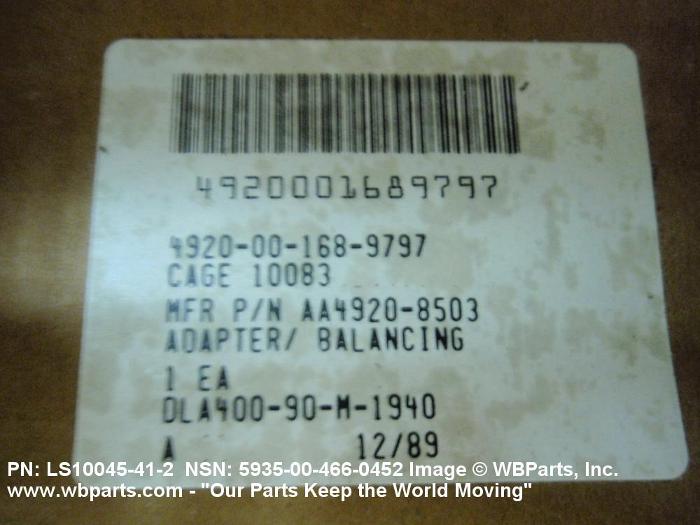 4920001689797
4920-00-168-9797
CAGE 10083
MFR P/N AA4920-8503
ADAPTER/ BALANCING
1 EA
DLA400-90-M-1940
A 12/89
PN: LS10045-41-2 NSN: 5935-00-466-0452 Image © WBParts, Inc.
www.wbparts.com - "Our Parts Keep the World Moving"